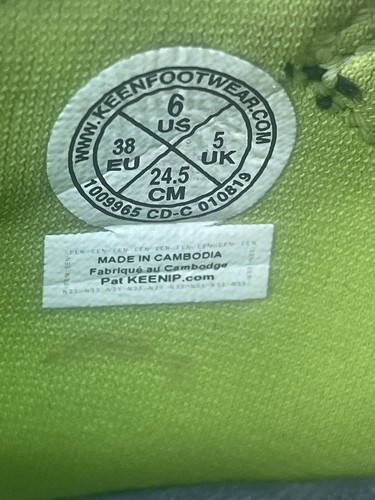 WWW.KEENFOOTWEAR.COM
6
US
38
EU
5
UK
24.5
CM
1009965 CD-C 010819
MADE IN CAMBODIA
Fabriqué au Cambodge
Pat KEENIP.com